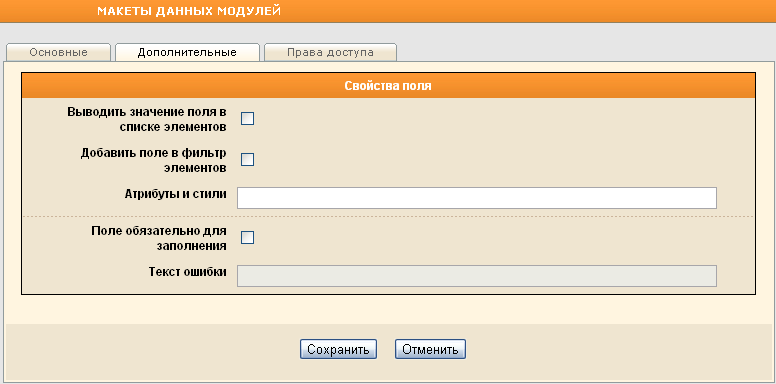 МАКЕТЫ ДАННЫХ МОДУЛЕЙ
Основные Дополнительные Права доступа
Свойства поля
Выводить значение поля в
списке элементов
Добавить поле в фильтр
элементов
Атрибуты и стили
Поле обязательно для
заполнения
Текст ошибки
Сохранить Отменить